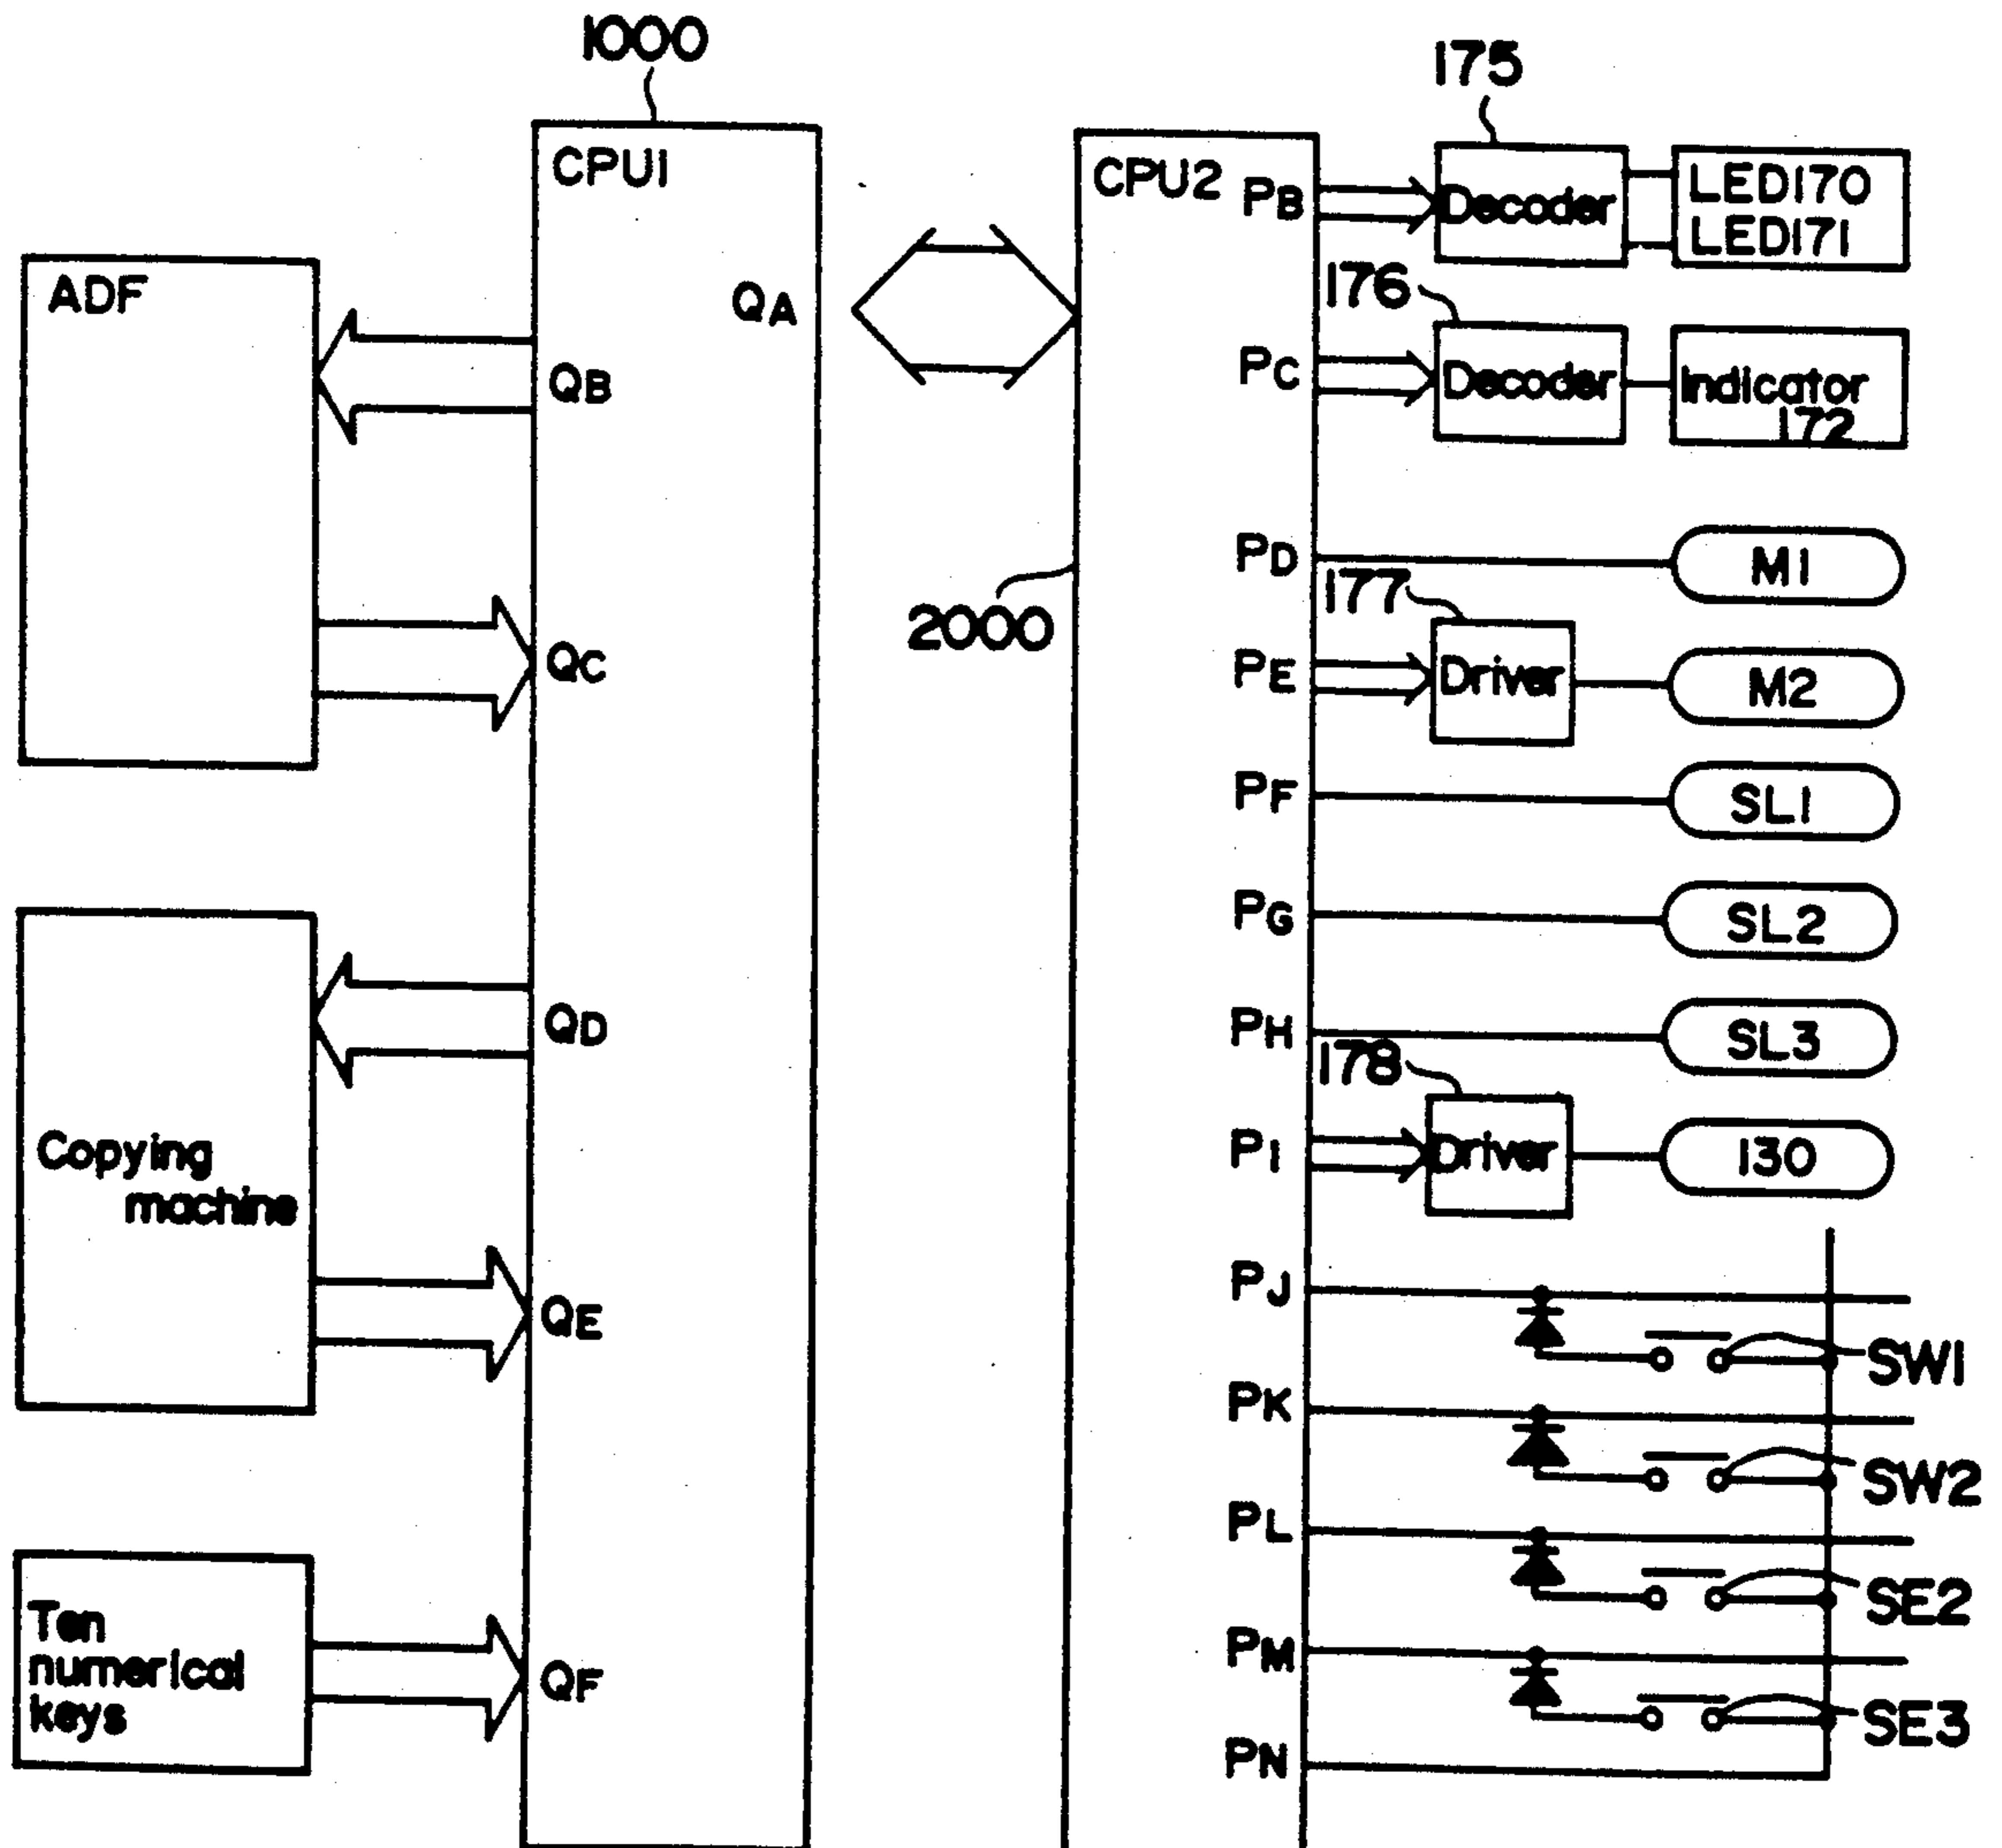 1000
175
CPU1
CPU2
PB
Decoder
LED170
LED171
ADF
QA
176
QB
PC
Decoder
Indicator
172
PD
M1
177
2000
QC
PE
Driver
M2
PF
SL1
PG
SL2
QD
PH
SL3
178
Copying
machine
PI
Driver
130
QE
PJ
SW1
PK
SW2
PL
SE2
Ten
numerical
keys
QF
PM
SE3
PN